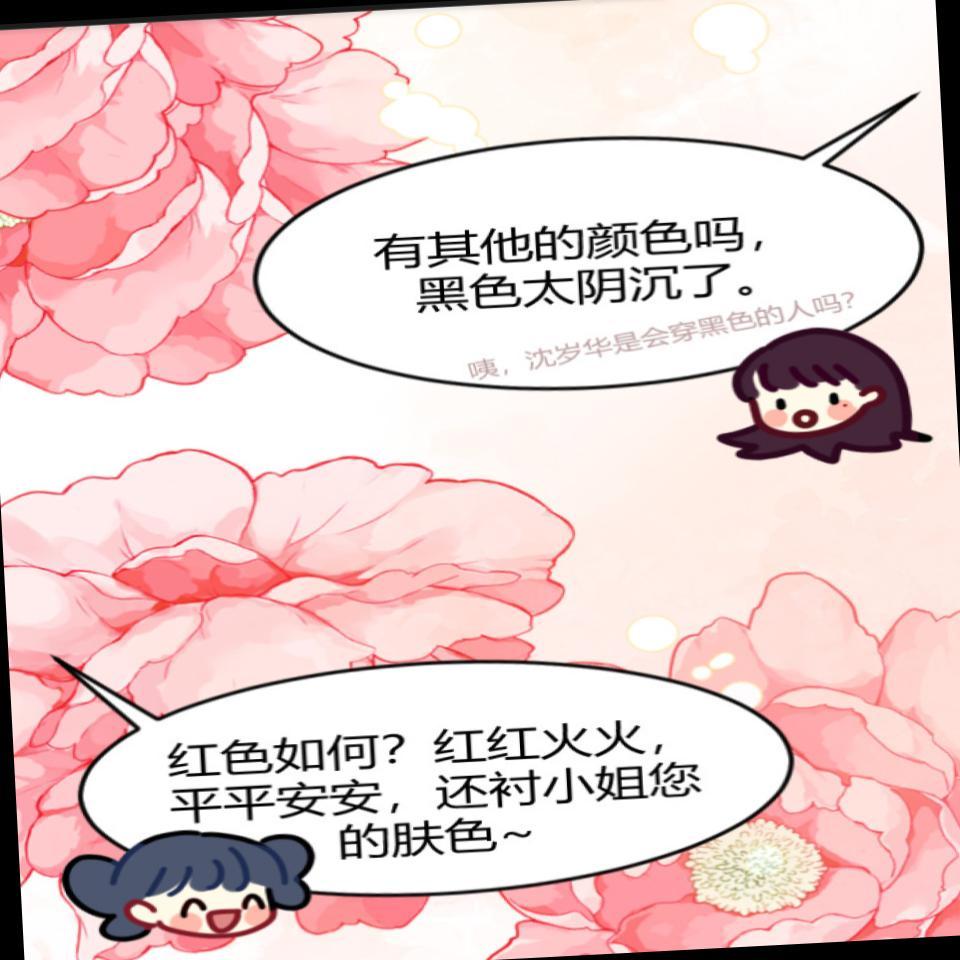 有其他的颜色吗，
黑色太阴沉了。
咦，沈岁华是会穿黑色的人吗？
红色如何？红红火火，
平平安安，还衬小姐您
的肤色~